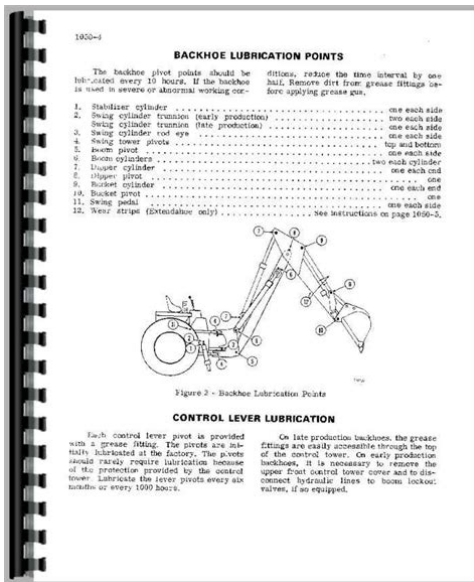 1050-4
BACKHOE LUBRICATION POINTS
The backhoe pivot points should be
lubricated every 10 hours. If the backhoe
is used in severe or abnormal working con-
ditions, reduce the time interval by one
half. Remove dirt from grease fittings be-
fore applying grease gun.
1. Stabilizer cylinder . . . one each side
2. Swing cylinder trunnion (early production) . . . two each side
Swing cylinder trunnion (late production) . . . one each side
3. Swing cylinder rod eye . . . one each side
4. Swing tower pivots . . . top and bottom
5. Boom pivot . . . one each side
6. Boom cylinders . . . two each cylinder
7. Dipper cylinder . . . one each end
8. Dipper pivot . . . one
9. Bucket cylinder . . . one each end
10. Bucket pivot . . . one
11. Swing pedal . . . one each side
12. Wear strips (Extendahoe only) . . . See instructions on page 1050-5.
Figure 2 - Backhoe Lubrication Points
CONTROL LEVER LUBRICATION
Each control lever pivot is provided
with a grease fitting. The pivots are ini-
tially lubricated at the factory. The pivots
should rarely require lubrication because
of the protection provided by the control
tower. Lubricate the lever pivots every six
months or every 1000 hours.
On late production backhoes, the grease
fittings are easily accessible through the top
of the control tower. On early production
backhoes, it is necessary to remove the
upper front control tower cover and to dis-
connect hydraulic lines to boom lockout
valves, if so equipped.